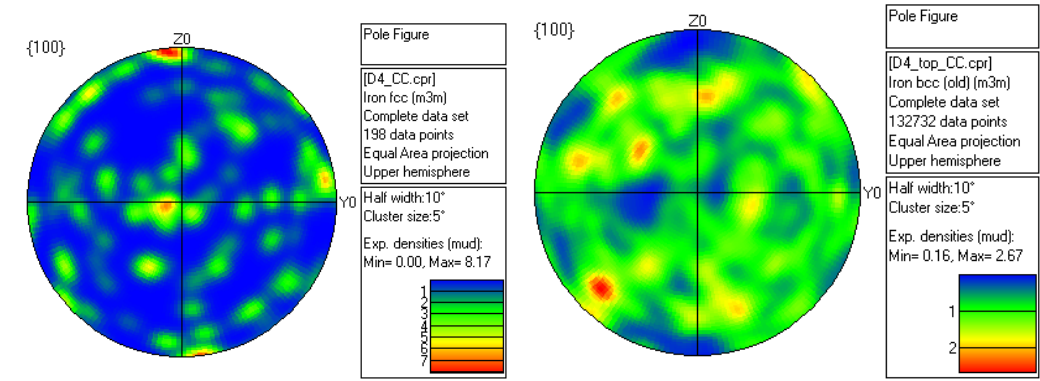 {100}
Z0
Y0
Pole Figure
[D4_CC.cpr]
Iron fcc (m3m)
Complete data set
198 data points
Equal Area projection
Upper hemisphere
Half width:10°
Cluster size:5°
Exp. densities (mud):
Min= 0.00, Max= 8.17
1
2
3
4
5
6
7
{100}
Z0
Y0
Pole Figure
[D4_top_CC.cpr]
Iron bcc (old) (m3m)
Complete data set
132732 data points
Equal Area projection
Upper hemisphere
Half width:10°
Cluster size:5°
Exp. densities (mud):
Min= 0.16, Max= 2.67
1
2